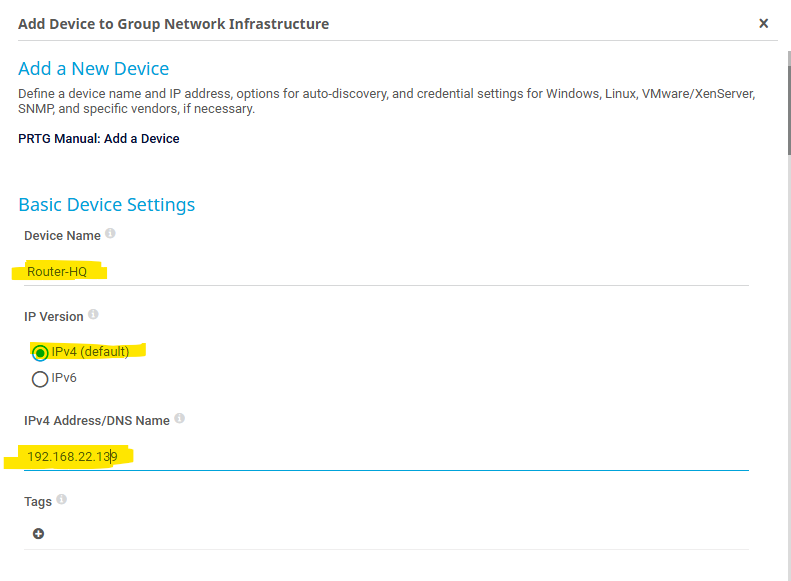 Add Device to Group Network Infrastructure
Add a New Device
Define a device name and IP address, options for auto-discovery, and credential settings for Windows, Linux, VMware/XenServer,
SNMP, and specific vendors, if necessary.
PRTG Manual: Add a Device
Basic Device Settings
Device Name
Router-HQ
IP Version
IPv4 (default)
IPv6
IPv4 Address/DNS Name
192.168.22.139
Tags